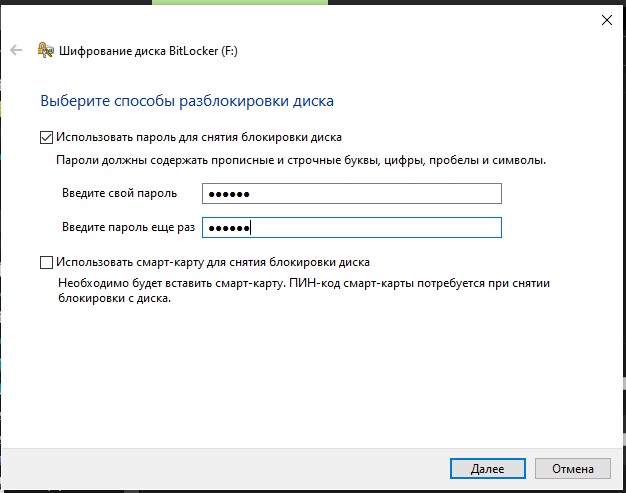 Шифрование диска BitLocker (F:)
Выберите способы разблокировки диска
Использовать пароль для снятия блокировки диска
Пароли должны содержать прописные и строчные буквы, цифры, пробелы и символы.
Введите свой пароль ●●●●●●
Введите пароль еще раз ●●●●●●
Использовать смарт-карту для снятия блокировки диска
Необходимо будет вставить смарт-карту. ПИН-код смарт-карты потребуется при снятии
блокировки с диска.
Далее Отмена